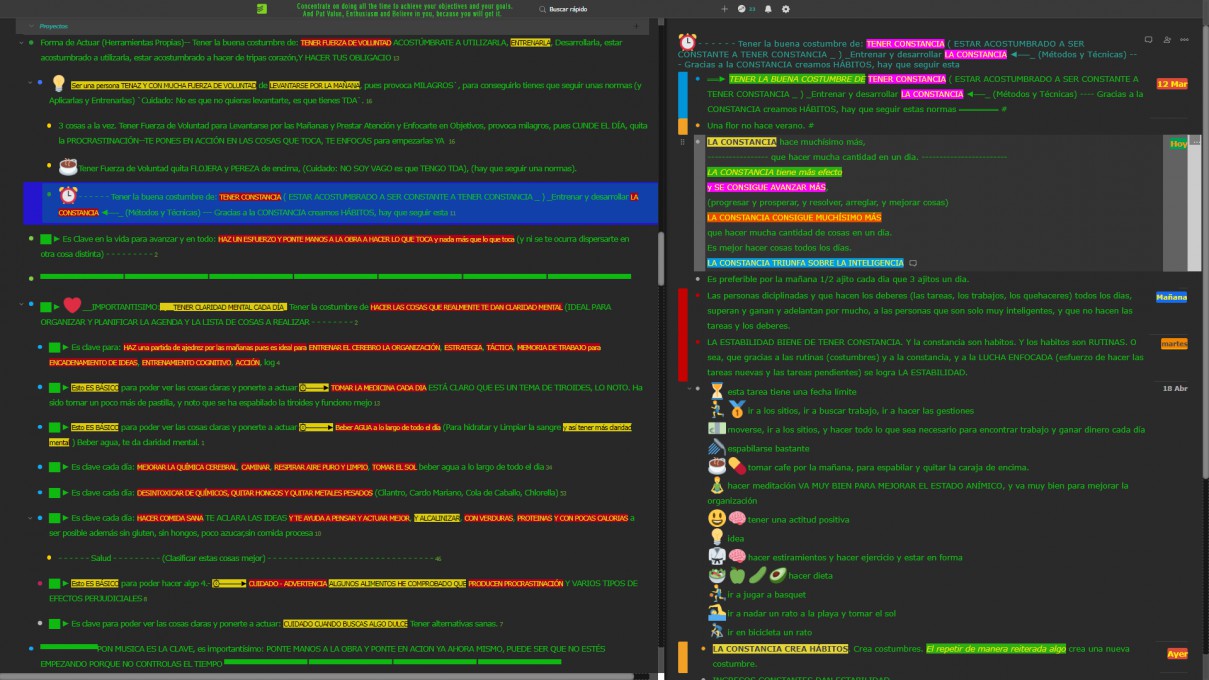 Concentrate on doing all the time to achieve your objectives and your goals.
And Pat Value, Enthusiasm and Believe in you, because you will get it.
Buscar rápido
33
Proyectos
Forma de Actuar (Herramientas Propias)-- Tener la buena costumbre de: TENER FUERZA DE VOLUNTAD ACOSTÚMBRATE A UTILIZARLA, ENTRENARLA. Desarrollarla, estar
acostumbrado a utilizarla, estar acostumbrado a hacer de tripas corazón,Y HACER TUS OBLIGACIO 13
Ser una persona TENAZ Y CON MUCHA FUERZA DE VOLUNTAD de LEVANTARSE POR LA MAÑANA, pues provoca MILAGROS`, para conseguirlo tienes que seguir unas normas (y
Aplicarlas y Entrenarlas) `Cuidado: No es que no quieras levantarte, es que tienes TDA`. 16
3 cosas a la vez. Tener Fuerza de Voluntad para Levantarse por las Mañanas y Prestar Atención y Enfocarte en Objetivos, provoca milagros, pues CUNDE EL DÍA, quita
la PROCRASTINACIÓN--TE PONES EN ACCIÓN EN LAS COSAS QUE TOCA, TE ENFOCAS para empezarlas YA 16
Tener Fuerza de Voluntad quita FLOJERA y PEREZA de encima, (Cuidado: NO SOY VAGO es que TENGO TDA), (hay que seguir una normas).
- - - - - - Tener la buena costumbre de: TENER CONSTANCIA ( ESTAR ACOSTUMBRADO A SER CONSTANTE A TENER CONSTANCIA _ ) _Entrenar y desarrollar LA
CONSTANCIA ◄----_ (Métodos y Técnicas) --- Gracias a la CONSTANCIA creamos HÁBITOS, hay que seguir esta 11
► Es Clave en la vida para avanzar y en todo: HAZ UN ESFUERZO Y PONTE MANOS A LA OBRA A HACER LO QUE TOCA y nada más que lo que toca (y ni se te ocurra dispersarte en
otra cosa distinta) - - - - - - - - - 2
► __IMPORTANTISIMO: _ TENER CLARIDAD MENTAL CADA DÍA_ Tener la costumbre de HACER LAS COSAS QUE REALMENTE TE DAN CLARIDAD MENTAL (IDEAL PARA
ORGANIZAR Y PLANIFICAR LA AGENDA Y LA LISTA DE COSAS A REALIZAR - - - - - - - - 2
► Es clave para: HAZ una partida de ajedrez por las mañanas pues es ideal para ENTRENAR EL CEREBRO LA ORGANIZACIÓN, ESTRATEGIA, TÁCTICA, MEMORIA DE TRABAJO para
ENCADENAMIENTO DE IDEAS, ENTRENAMIENTO COGNITIVO, ACCIÓN, log 4
► Esto ES BÁSICO para poder ver las cosas claras y ponerte a actuar TOMAR LA MEDICINA CADA DIA ESTÁ CLARO QUE ES UN TEMA DE TIROIDES, LO NOTO. Ha
sido tomar un poco más de pastilla, y noto que se ha espabilado la tiroides y funciono mejo 13
► Esto ES BÁSICO para poder ver las cosas claras y ponerte a actuar Beber AGUA a lo largo de todo el día (Para hidratar y Limpiar la sangre y así tener más claridad
mental ) Beber agua, te da claridad mental. 1
► Es clave cada día: MEJORAR LA QUÍMICA CEREBRAL, CAMINAR, RESPIRAR AIRE PURO Y LIMPIO, TOMAR EL SOL beber agua a lo largo de todo el día 24
► Es clave cada día: DESINTOXICAR DE QUÍMICOS, QUITAR HONGOS Y QUITAR METALES PESADOS (Cilantro, Cardo Mariano, Cola de Caballo, Chlorella) 53
► Es clave cada día: HACER COMIDA SANA TE ACLARA LAS IDEAS Y TE AYUDA A PENSAR Y ACTUAR MEJOR, Y ALCALINIZAR, CON VERDURAS, PROTEINAS Y CON POCAS CALORIAS a
ser posible además sin gluten, sin hongos, poco azucar,sin comida procesa 10
- - - - - - Salud - - - - - - - - - (Clasificar estas cosas mejor) - - - - - - - - - - - - - - - - - - - - - - - - - - - - - - 46
► Esto ES BÁSICO para poder hacer algo 4.- CUIDADO - ADVERTENCIA ALGUNOS ALIMENTOS HE COMPROBADO QUE PRODUCEN PROCRASTINACIÓN Y VARIOS TIPOS DE
EFECTOS PERJUDICIALES 8
► Es clave para poder ver las cosas claras y ponerte a actuar: CUIDADO CUANDO BUSCAS ALGO DULCE Tener alternativas sanas. 7
PON MUSICA ES LA CLAVE, es importantísimo: PONTE MANOS A LA OBRA Y PONTE EN ACCION YA AHORA MISMO, PUEDE SER QUE NO ESTÉS
EMPEZANDO PORQUE NO CONTROLAS EL TIEMPO
- - - - - - Tener la buena costumbre de: TENER CONSTANCIA ( ESTAR ACOSTUMBRADO A SER
CONSTANTE A TENER CONSTANCIA _ ) _Entrenar y desarrollar LA CONSTANCIA ◄----_ (Métodos y Técnicas) --
- Gracias a la CONSTANCIA creamos HÁBITOS, hay que seguir esta
TENER LA BUENA COSTUMBRE DE TENER CONSTANCIA ( ESTAR ACOSTUMBRADO A SER CONSTANTE A
TENER CONSTANCIA _ ) _Entrenar y desarrollar LA CONSTANCIA ◄----_ (Métodos y Técnicas) ---- Gracias a la
CONSTANCIA creamos HÁBITOS, hay que seguir estas normas #
12 Mar
Una flor no hace verano. #
LA CONSTANCIA hace muchisimo más,
Hoy
---------------- que hacer mucha cantidad en un dia. -----------------------
LA CONSTANCIA tiene más efecto
y SE CONSIGUE AVANZAR MÁS.
(progresar y prosperar, y resolver, arreglar, y mejorar cosas)
LA CONSTANCIA CONSIGUE MUCHÍSIMO MÁS
que hacer mucha cantidad de cosas en un día.
Es mejor hacer cosas todos los días.
LA CONSTANCIA TRIUNFA SOBRE LA INTELIGENCIA
Es preferible por la mañana 1/2 ajito cada dia que 3 ajitos un dia.
Las personas diciplinadas y que hacen los deberes (las tareas, los trabajos, los quehaceres) todos los dias,
superan y ganan y adelantan por mucho, a las personas que son solo muy inteligentes, y que no hacen las
tareas y los deberes.
Mañana
LA ESTABILIDAD BIENE DE TENER CONSTANCIA. Y la constancia son habitos. Y los habitos son RUTINAS. O
sea, que gracias a las rutinas (costumbres) y a la constancia, y a la LUCHA ENFOCADA (esfuerzo de hacer las
tareas nuevas y las tareas pendientes) se logra LA ESTABILIDAD.
martes
esta tarea tiene una fecha limite
18 Abr
ir a los sitios, ir a buscar trabajo, ir a hacer las gestiones
moverse, ir a los sitios, y hacer todo lo que sea necesario para encontrar trabajo y ganar dinero cada día
espabilarse bastante
tomar cafe por la mañana, para espabilar y quitar la caraja de encima.
hacer meditación VA MUY BIEN PARA MEJORAR EL ESTADO ANÍMICO, y va muy bien para mejorar la
organización
tener una actitud positiva
idea
hacer estiramientos y hacer ejercicio y estar en forma
hacer dieta
ir a jugar a basquet
ir a nadar un rato a la playa y tomar el sol
ir en bicicleta un rato
LA CONSTANCIA CREA HÁBITOS. Crea costumbres. El repetir de manera reiterada algo crea una nueva
costumbre.
Ayer
INGRESOS CONSTANTES DAN ESTABILIDAD